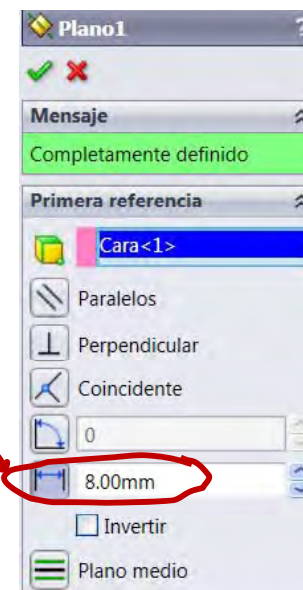 Plano1
?
Mensaje
Completamente definido
Primera referencia
Cara<1>
Paralelos
Perpendicular
Coincidente
0
8.00mm
Invertir
Plano medio